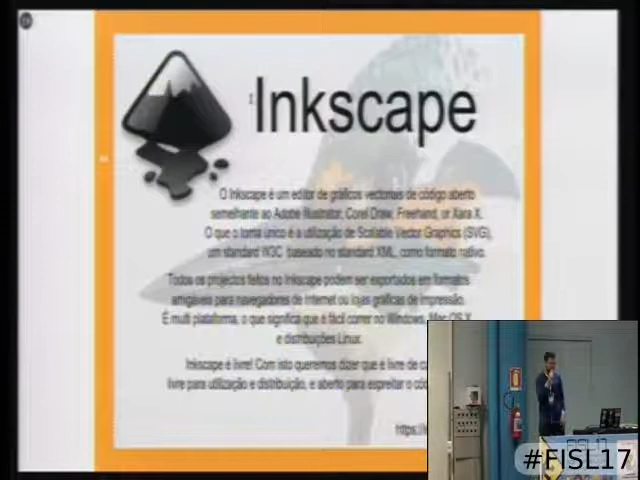 Inkscape
O Inkscape é um editor de gráficos vectoriais de código aberto
semelhante ao Adobe Illustrator, Corel Draw, Freehand, or Xara X.
O que o torna único é a utilização de Scalable Vector Graphics (SVG),
um standard W3C baseado no standard XML, como formato nativo.
Todos os projectos feitos no Inkscape podem ser exportados em formatos
amigáveis para navegadores de Internet ou lojas gráficas de impressão.
É multi plataforma, o que significa que é fácil correr no Windows, Mac OS X
e distribuições Linux.
Inkscape é livre! Com isto queremos dizer que é livre de
livre para utilização e distribuição, e aberto para espreitar o
https:
FISL17
#FISL17